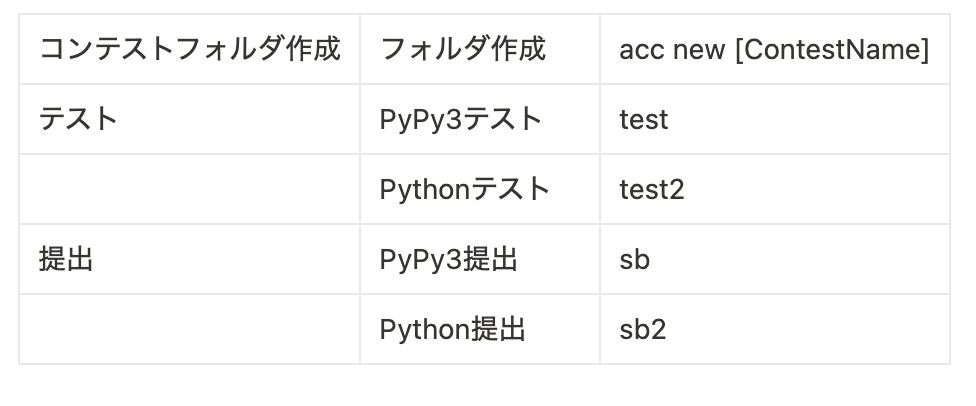 コンテストフォルダ作成 フォルダ作成 acc new [ContestName]
テスト PyPy3テスト test
Pythonテスト test2
提出 PyPy3提出 sb
Python提出 sb2